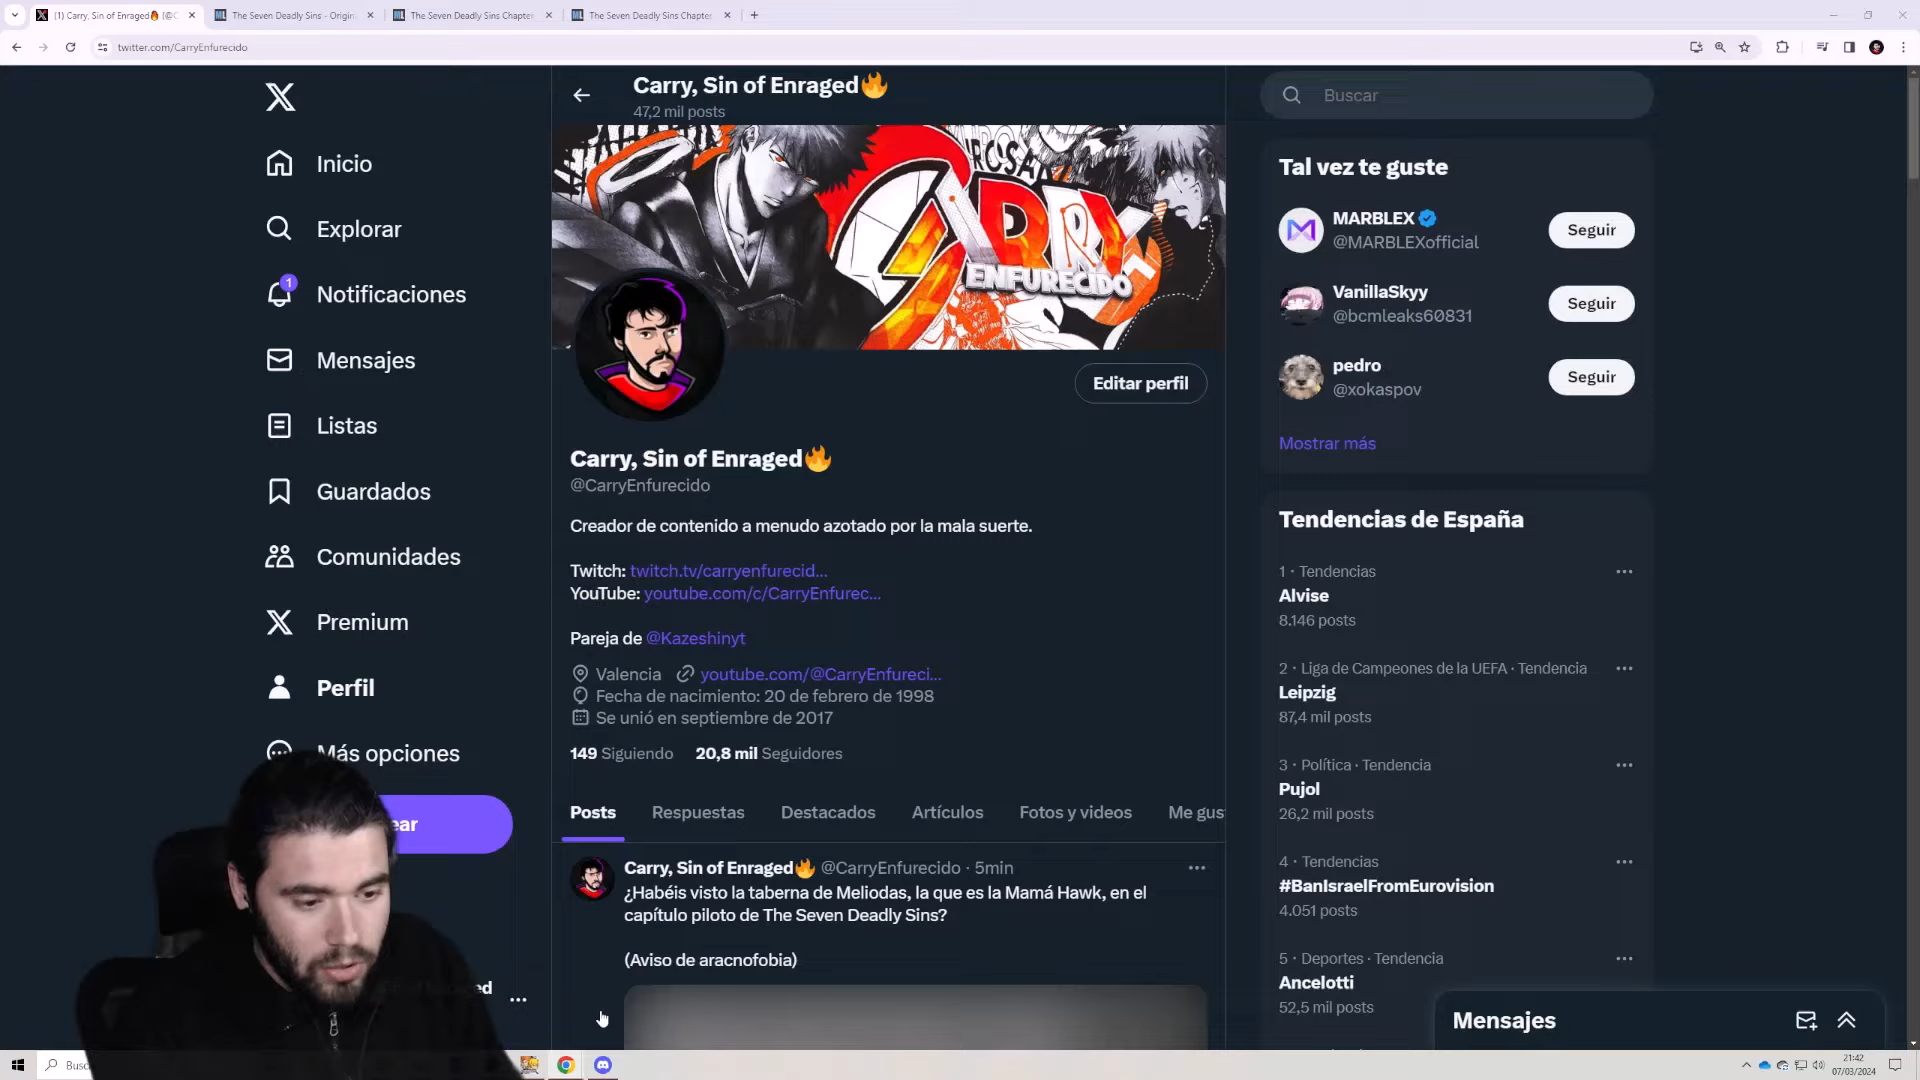 (1) Carry, Sin of Enraged🔥 (@C
The Seven Deadly Sins - Origin
The Seven Deadly Sins Chapter
The Seven Deadly Sins Chapter
twitter.com/CarryEnfurecido
Inicio
Explorar
1
Notificaciones
Mensajes
Listas
Guardados
Comunidades
Premium
Perfil
Más opciones
ear
ed
Carry, Sin of Enraged🔥
47,2 mil posts
CARRY
ENFURECIDO
Editar perfil
Carry, Sin of Enraged🔥
@CarryEnfurecido
Creador de contenido a menudo azotado por la mala suerte.
Twitch: twitch.tv/carryenfurecid...
YouTube: youtube.com/c/CarryEnfurec...
Pareja de @Kazeshinyt
Valencia youtube.com/@CarryEnfureci...
Fecha de nacimiento: 20 de febrero de 1998
Se unió en septiembre de 2017
149 Siguiendo 20,8 mil Seguidores
Posts Respuestas Destacados Artículos Fotos y videos Me gus
Carry, Sin of Enraged🔥 @CarryEnfurecido · 5min
¿Habéis visto la taberna de Meliodas, la que es la Mamá Hawk, en el
capítulo piloto de The Seven Deadly Sins?
(Aviso de aracnofobia)
Buscar
Tal vez te guste
MARBLEX
@MARBLEXofficial
Seguir
VanillaSkyy
@bcmleaks60831
Seguir
pedro
@xokaspov
Seguir
Mostrar más
Tendencias de España
1 · Tendencias
Alvise
8.146 posts
2 · Liga de Campeones de la UEFA · Tendencia
Leipzig
87,4 mil posts
3 · Política · Tendencia
Pujol
26,2 mil posts
4 · Tendencias
#BanIsraelFromEurovision
4.051 posts
5 · Deportes · Tendencia
Ancelotti
52,5 mil posts
Mensajes
Busc
21:42
07/03/2024